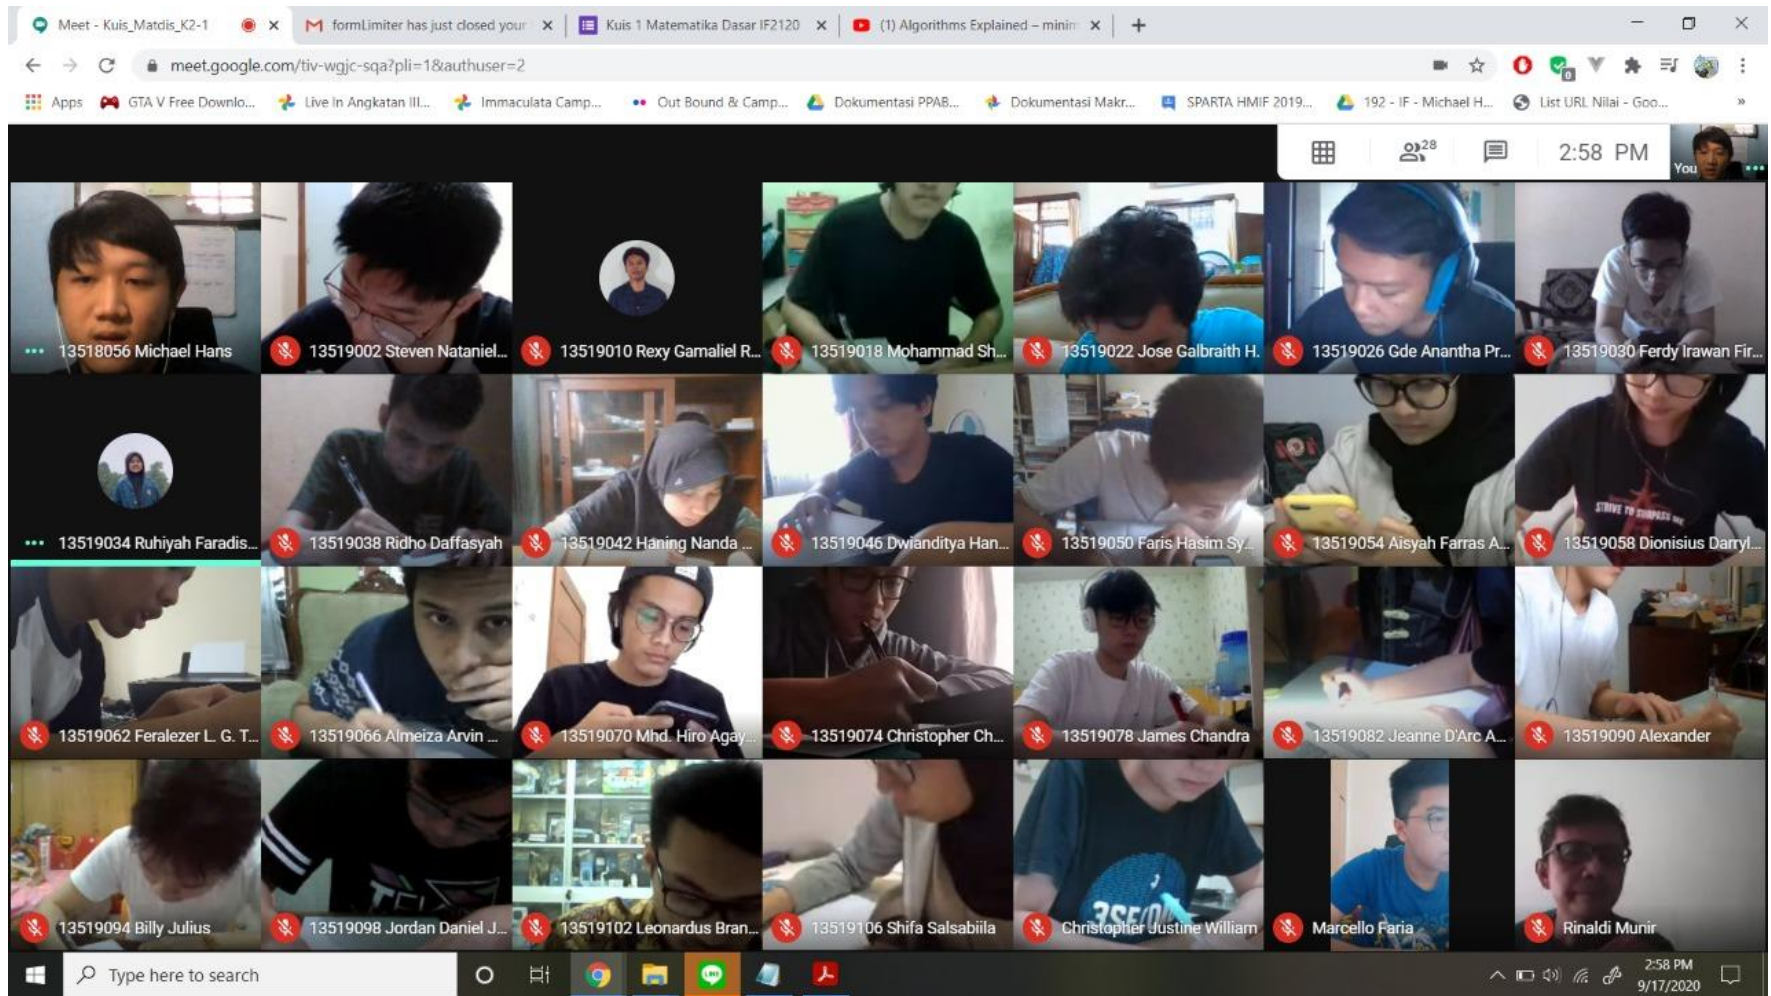 Meet - Kuis_Matdis_K2-1
formLimiter has just closed your
Kuis 1 Matematika Dasar IF2120
(1) Algorithms Explained – minim
meet.google.com/tiv-wgjc-sqa?pli=1&authuser=2
0
Apps
GTA V Free Downlo...
Live In Angkatan III...
Immaculata Camp...
Out Bound & Camp...
Dokumentasi PPAB...
Dokumentasi Makr...
SPARTA HMIF 2019...
192 - IF - Michael H...
List URL Nilai - Goo...
28
2:58 PM
You
13518056 Michael Hans
13519002 Steven Nataniel...
13519010 Rexy Gamaliel R...
13519018 Mohammad Sh...
13519022 Jose Galbraith H.
13519026 Gde Anantha Pr...
13519030 Ferdy Irawan Fir...
13519034 Ruhiyah Faradis...
13519038 Ridho Daffasyah
13519042 Haning Nanda ...
13519046 Dwianditya Han...
13519050 Faris Hasim Sy...
13519054 Aisyah Farras A...
STRIVE TO SURPASS ME
13519058 Dionisius Darryl...
13519062 Feralezer L. G. T...
13519066 Almeiza Arvin ...
13519070 Mhd. Hiro Agay...
13519074 Christopher Ch...
13519078 James Chandra
13519082 Jeanne D'Arc A...
13519090 Alexander
13519094 Billy Julius
13519098 Jordan Daniel J...
13519102 Leonardus Bran...
13519106 Shifa Salsabiila
Christopher Justine William
Marcello Faria
Rinaldi Munir
Type here to search
LINE
2:58 PM
9/17/2020